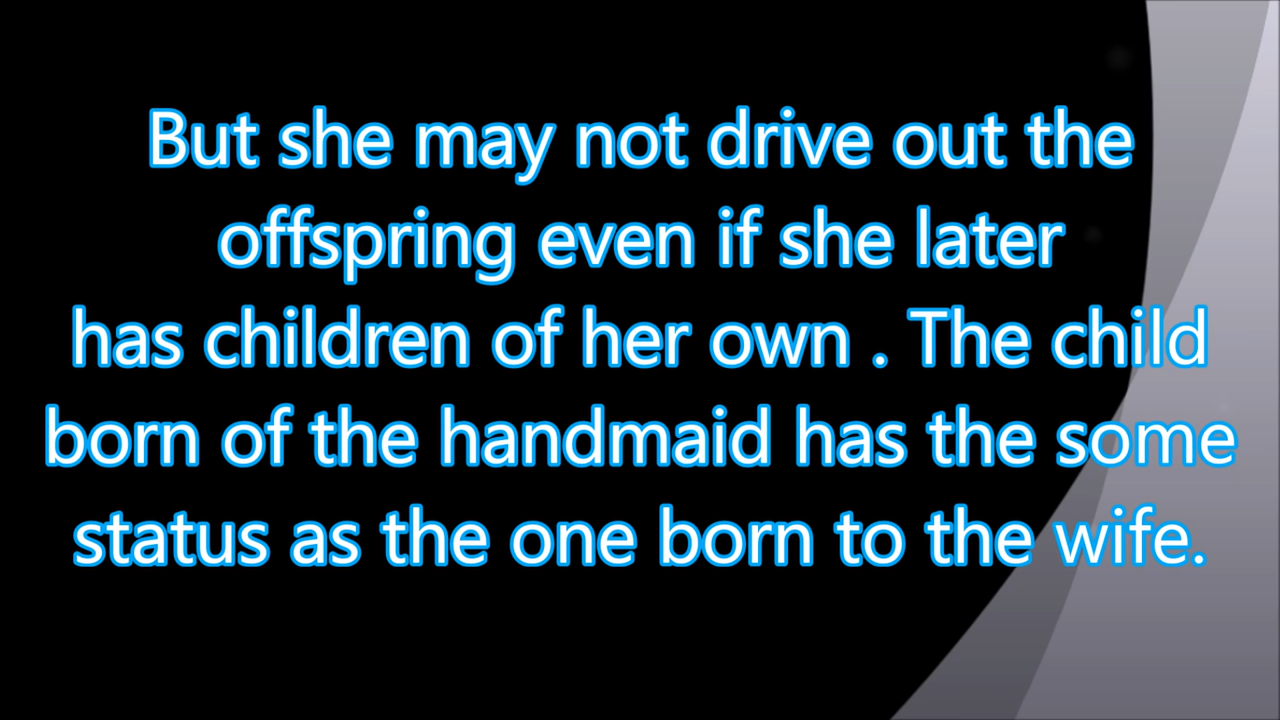 But she may not drive out the
offspring even if she later
has children of her own . The child
born of the handmaid has the some
status as the one born to the wife.